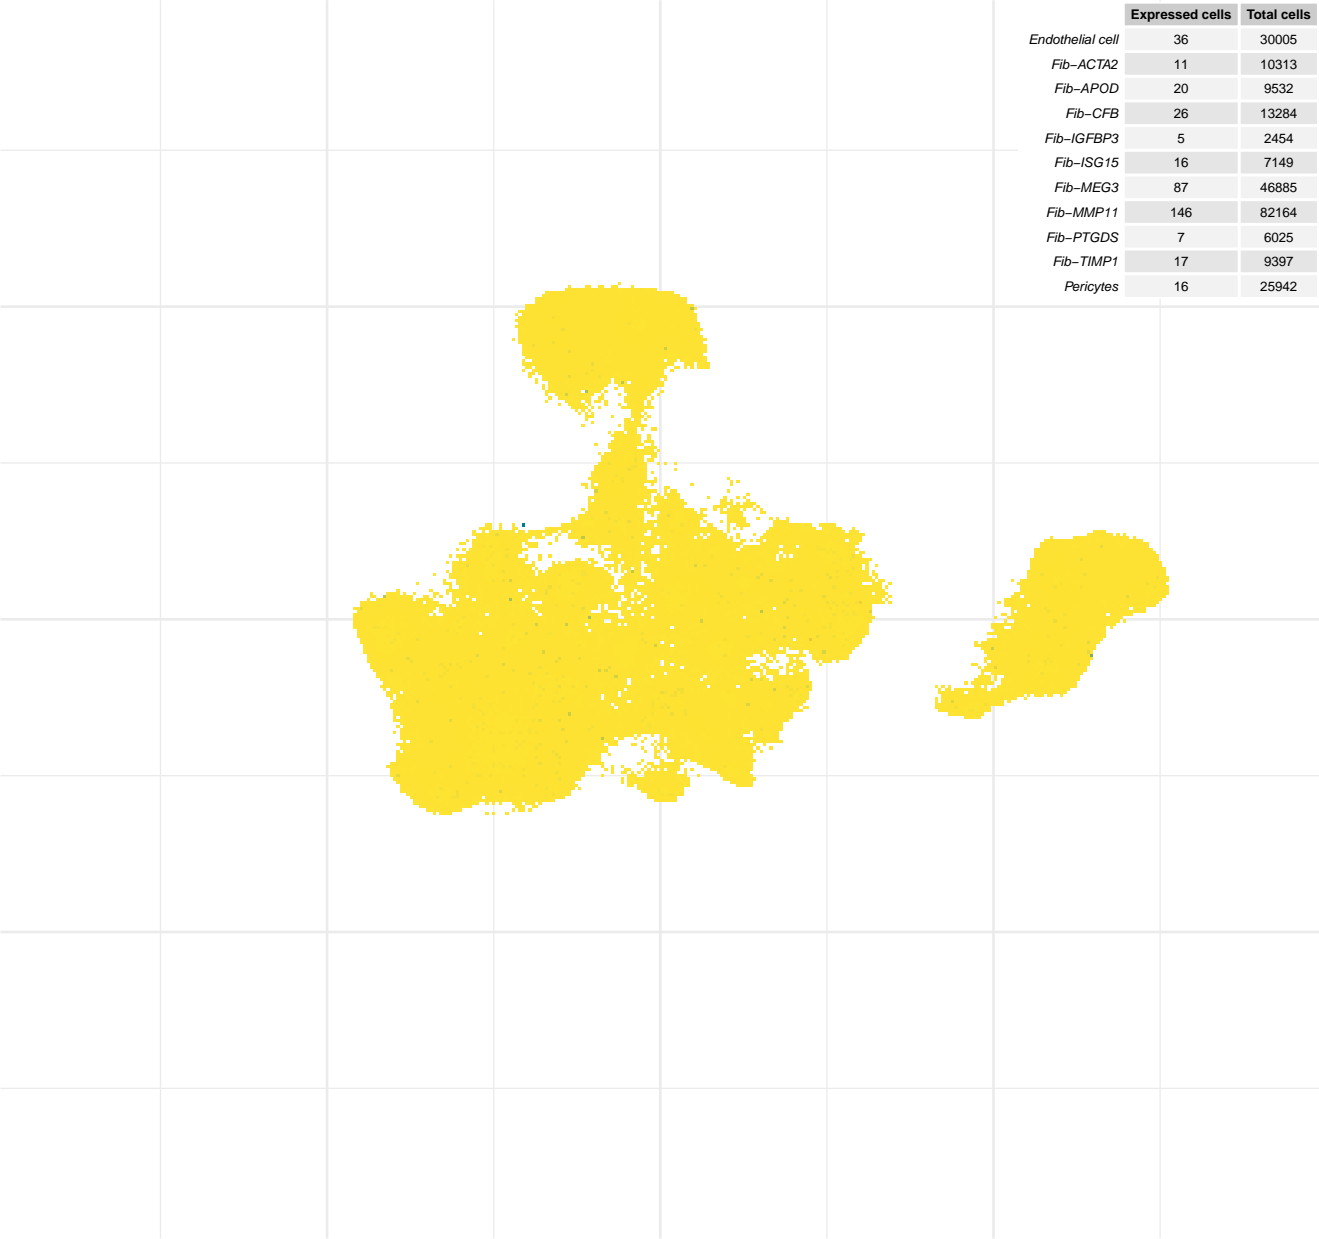 Expressed cells Total cells
Endothelial cell 36 30005
Fib−ACTA2 11 10313
Fib−APOD 20 9532
Fib−CFB 26 13284
Fib−IGFBP3 5 2454
Fib−ISG15 16 7149
Fib−MEG3 87 46885
Fib−MMP11 146 82164
Fib−PTGDS 7 6025
Fib−TIMP1 17 9397
Pericytes 16 25942